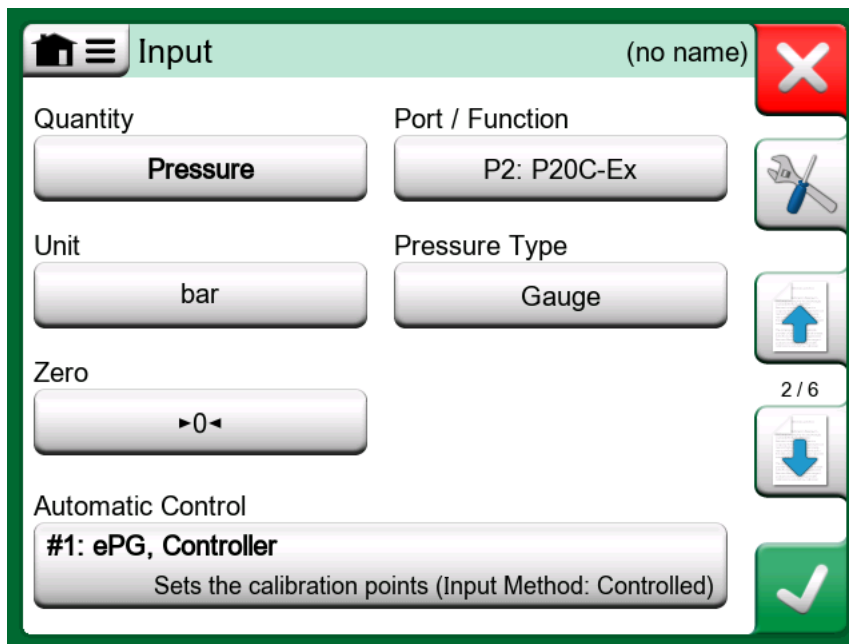 Input
(no name)
Quantity
Pressure
Port / Function
P2: P20C-Ex
Unit
bar
Pressure Type
Gauge
Zero
►0◄
2 / 6
Automatic Control
#1: ePG, Controller
Sets the calibration points (Input Method: Controlled)